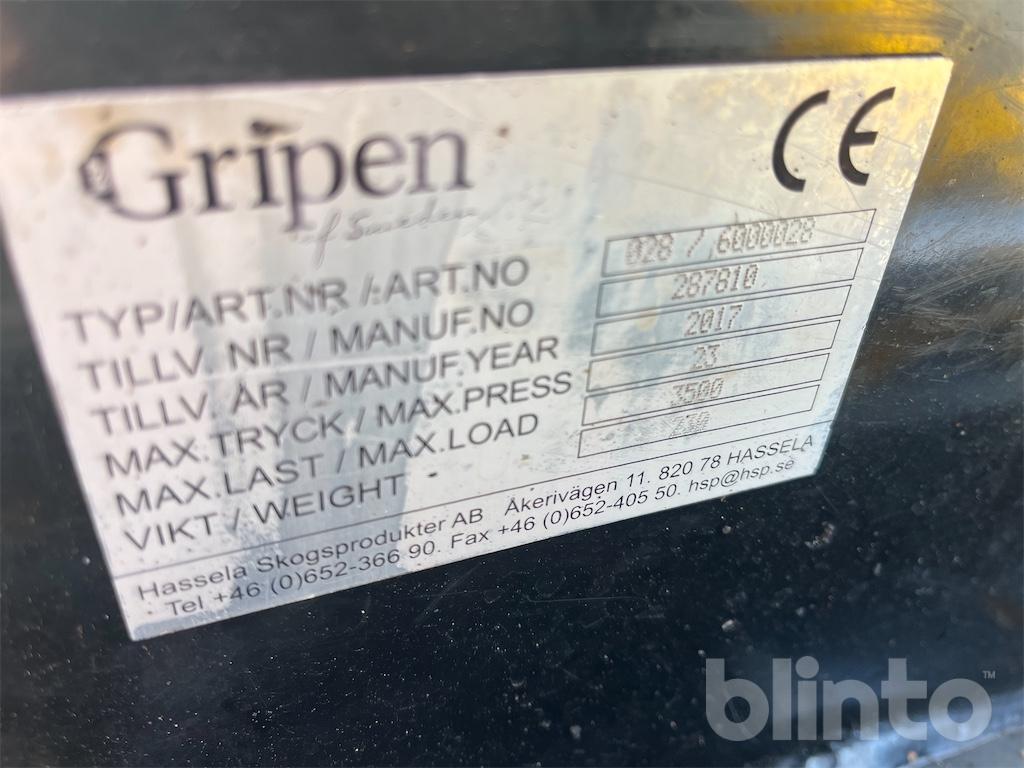 Gripen
of Sweden
CE
TYP/ART.NR /.ART.NO 028 / 6000028
TILLV. NR / MANUF.NO 287810
TILLV ÅR / MANUF.YEAR 2017
MAX.TRYCK / MAX.PRESS 23
MAX.LAST / MAX.LOAD 3500
VIKT / WEIGHT 230
Hassela Skogsprodukter AB Åkerivägen 11. 820 78 HASSELA
Tel +46 (0)652-366 90. Fax +46 (0)652-405 50. hsp@hsp.se
blinto™